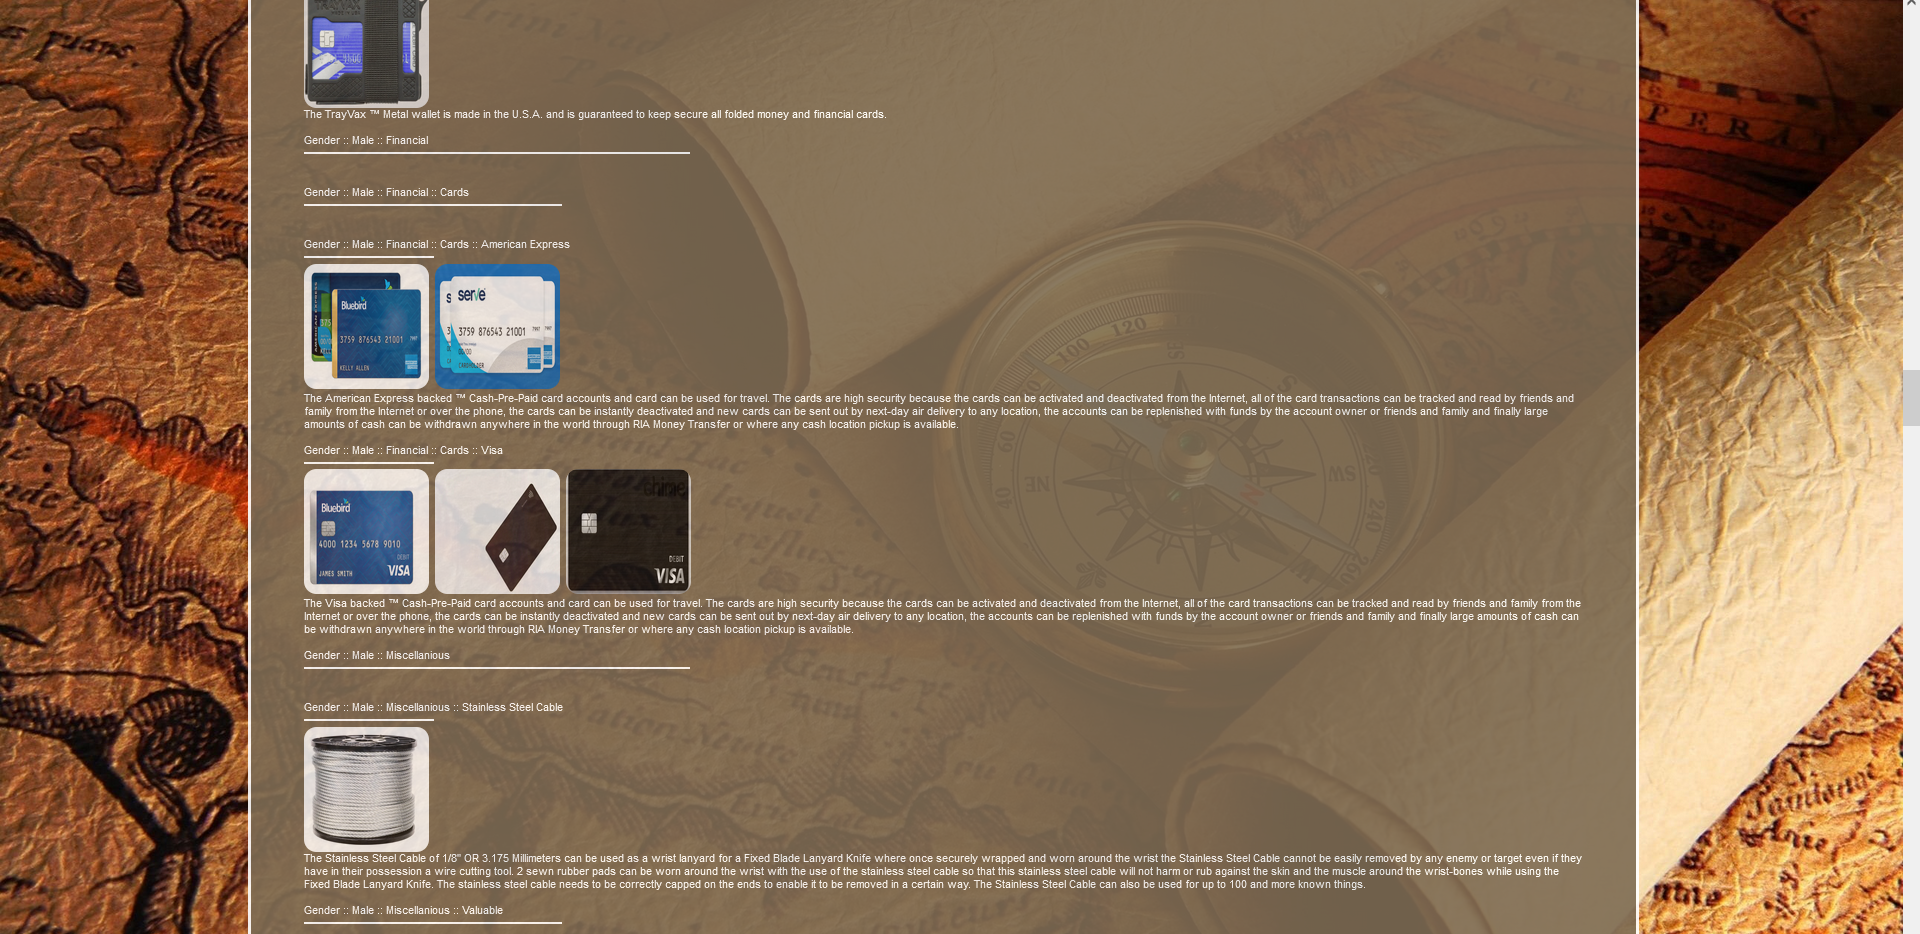 The TrayVax ™ Metal wallet is made in the U.S.A. and is guaranteed to keep secure all folded money and financial cards.
Gender :: Male :: Financial
Gender :: Male :: Financial :: Cards
Gender :: Male :: Financial :: Cards :: American Express
Bluebird
3759 876543 21001
KELLY ALLEN
serve
3759 876543 21001
CARDHOLDER
120
100
The American Express backed ™ Cash-Pre-Paid card accounts and card can be used for travel. The cards are high security because the cards can be activated and deactivated from the Internet, all of the card transactions can be tracked and read by friends and
family from the Internet or over the phone, the cards can be instantly deactivated and new cards can be sent out by next-day air delivery to any location, the accounts can be replenished with funds by the account owner or friends and family and finally large
amounts of cash can be withdrawn anywhere in the world through RIA Money Transfer or where any cash location pickup is available.
60
Gender :: Male :: Financial :: Cards :: Visa
NE
SW
40
240
Bluebird
4000 1234 5678 9010
DEBIT
JAMES SMITH
VISA
chime
DEBIT
VISA
The Visa backed ™ Cash-Pre-Paid card accounts and card can be used for travel. The cards are high security because the cards can be activated and deactivated from the Internet, all of the card transactions can be tracked and read by friends and family from the
Internet or over the phone, the cards can be instantly deactivated and new cards can be sent out by next-day air delivery to any location, the accounts can be replenished with funds by the account owner or friends and family and finally large amounts of cash can
be withdrawn anywhere in the world through RIA Money Transfer or where any cash location pickup is available.
Gender :: Male :: Miscellanious
Gender :: Male :: Miscellanious :: Stainless Steel Cable
The Stainless Steel Cable of 1/8" OR 3.175 Millimeters can be used as a wrist lanyard for a Fixed Blade Lanyard Knife where once securely wrapped and worn around the wrist the Stainless Steel Cable cannot be easily removed by any enemy or target even if they
have in their possession a wire cutting tool. 2 sewn rubber pads can be worn around the wrist with the use of the stainless steel cable so that this stainless steel cable will not harm or rub against the skin and the muscle around the wrist-bones while using the
Fixed Blade Lanyard Knife. The stainless steel cable needs to be correctly capped on the ends to enable it to be removed in a certain way. The Stainless Steel Cable can also be used for up to 100 and more known things.
Gender :: Male :: Miscellanious :: Valuable